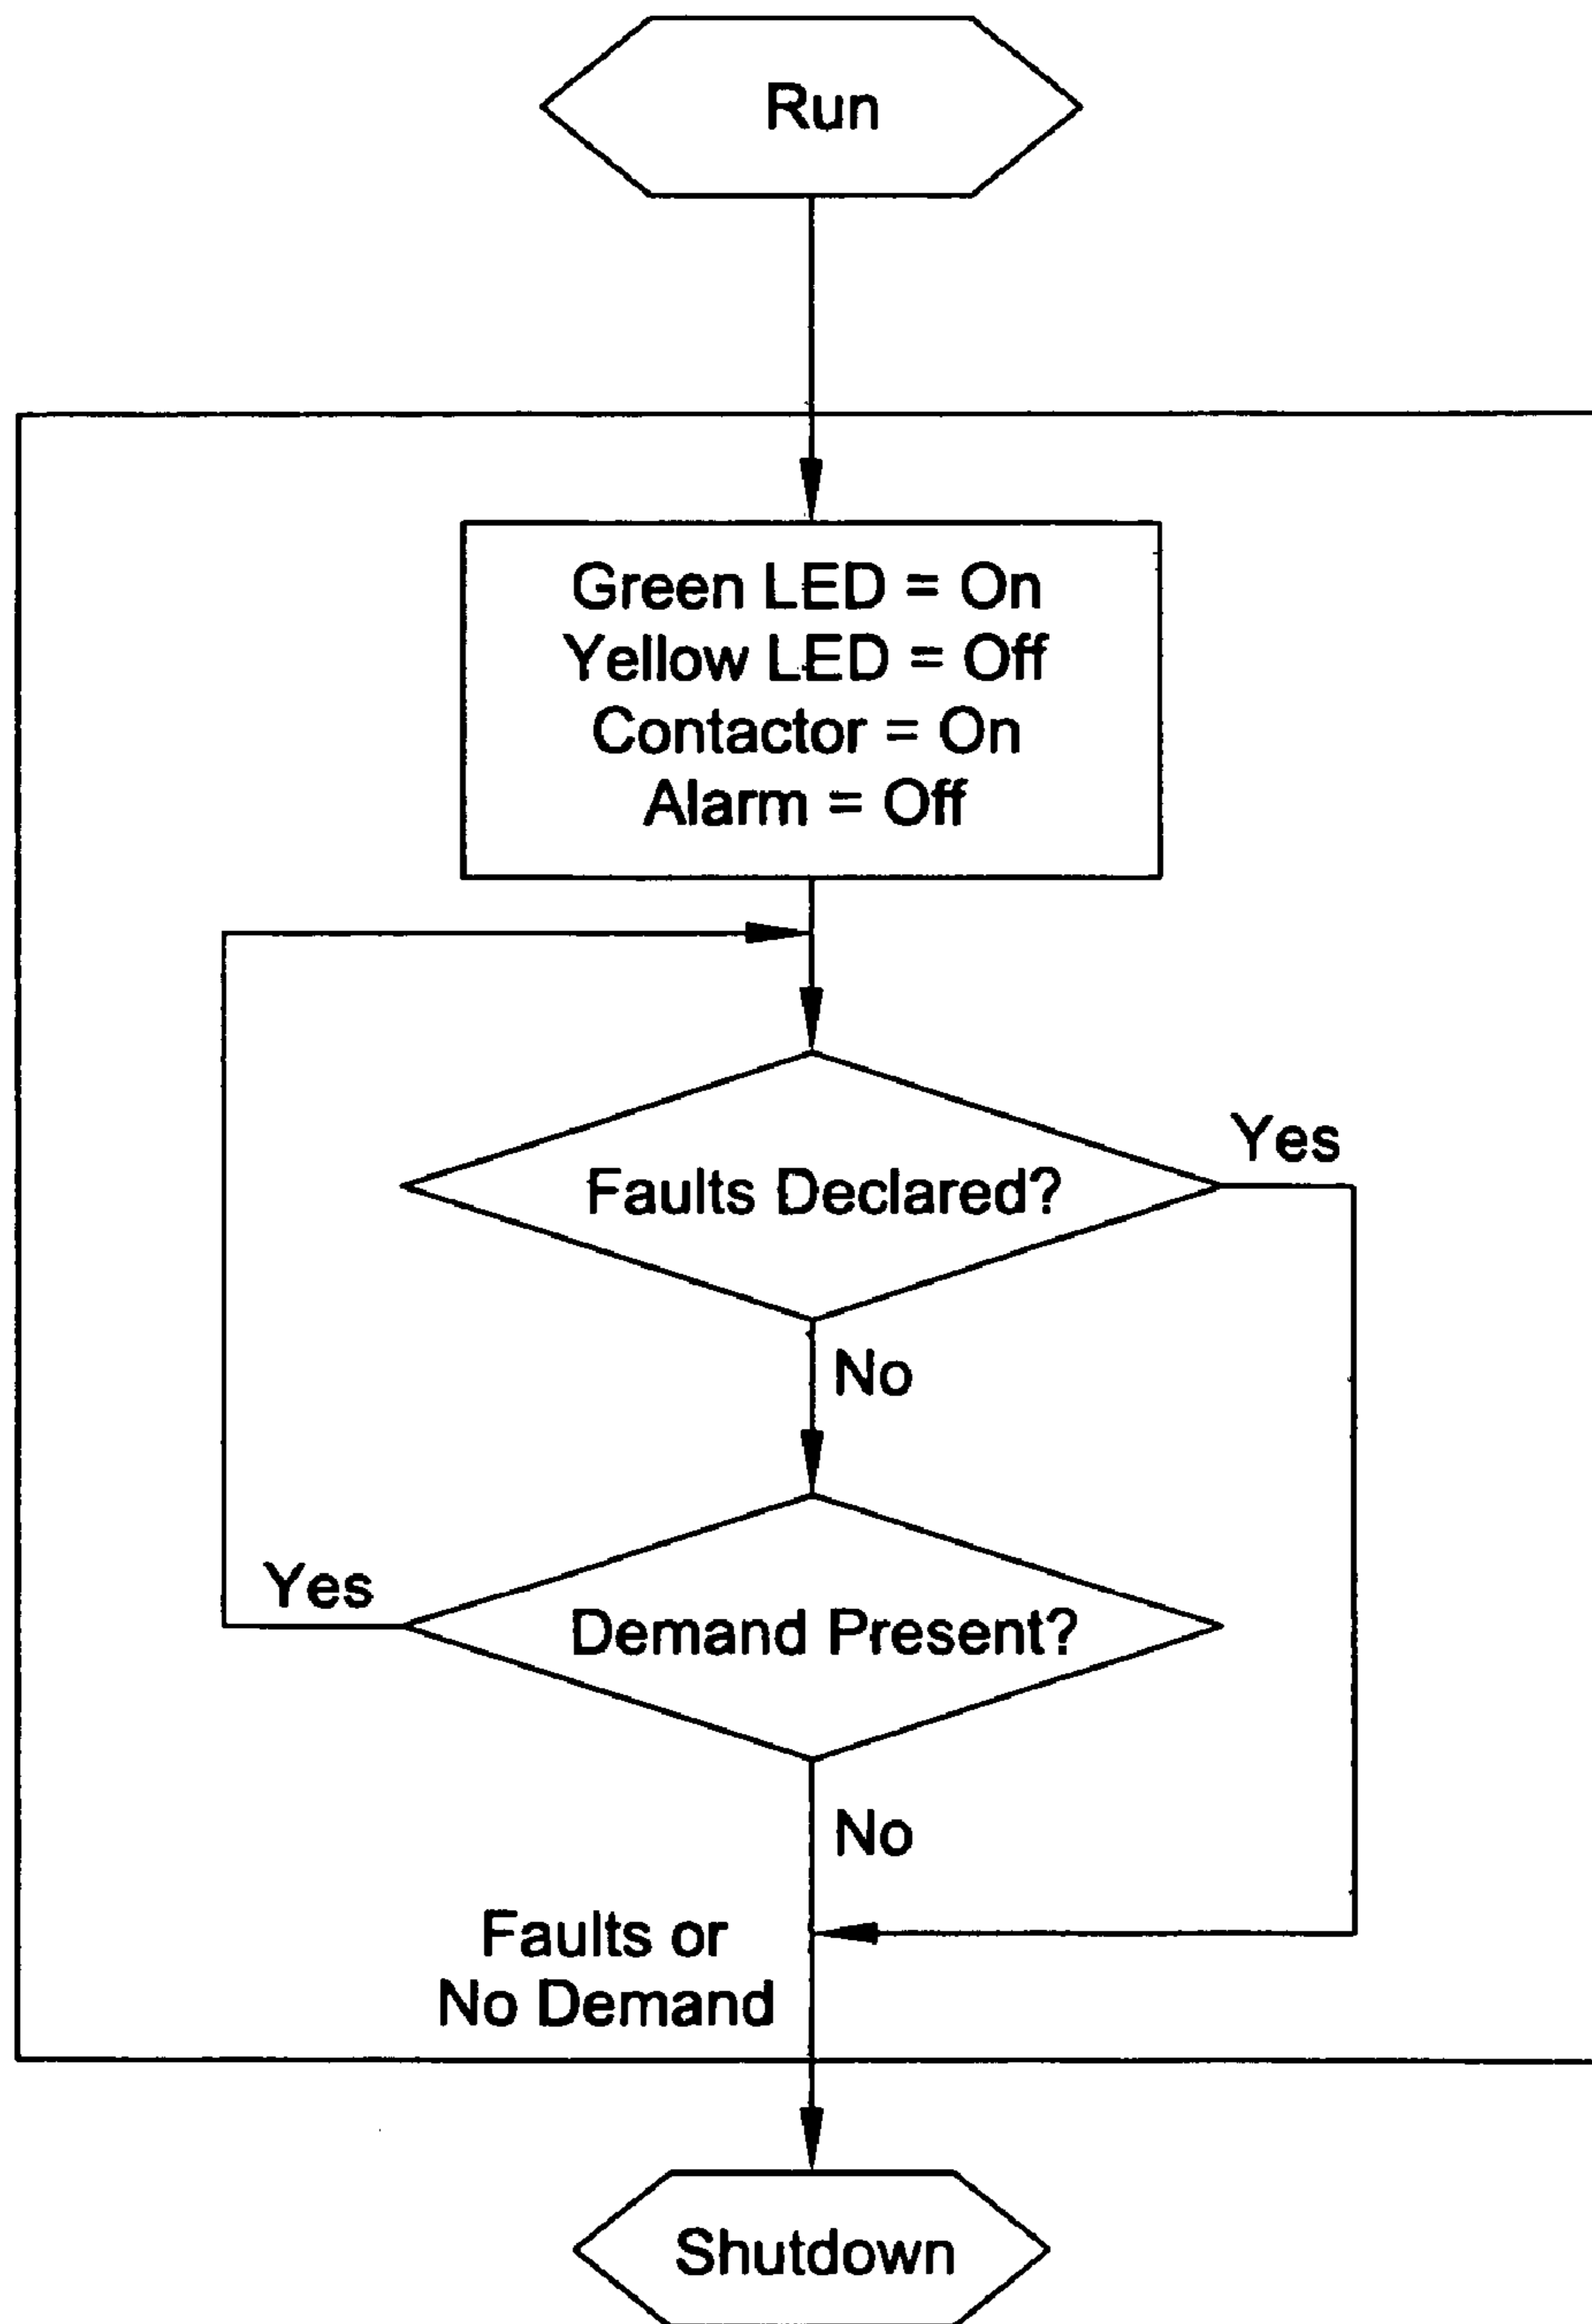 Run
Green LED = On
Yellow LED = Off
Contactor = On
Alarm = Off
Faults Declared?
Yes
No
Demand Present?
Yes
No
Faults or
No Demand
Shutdown